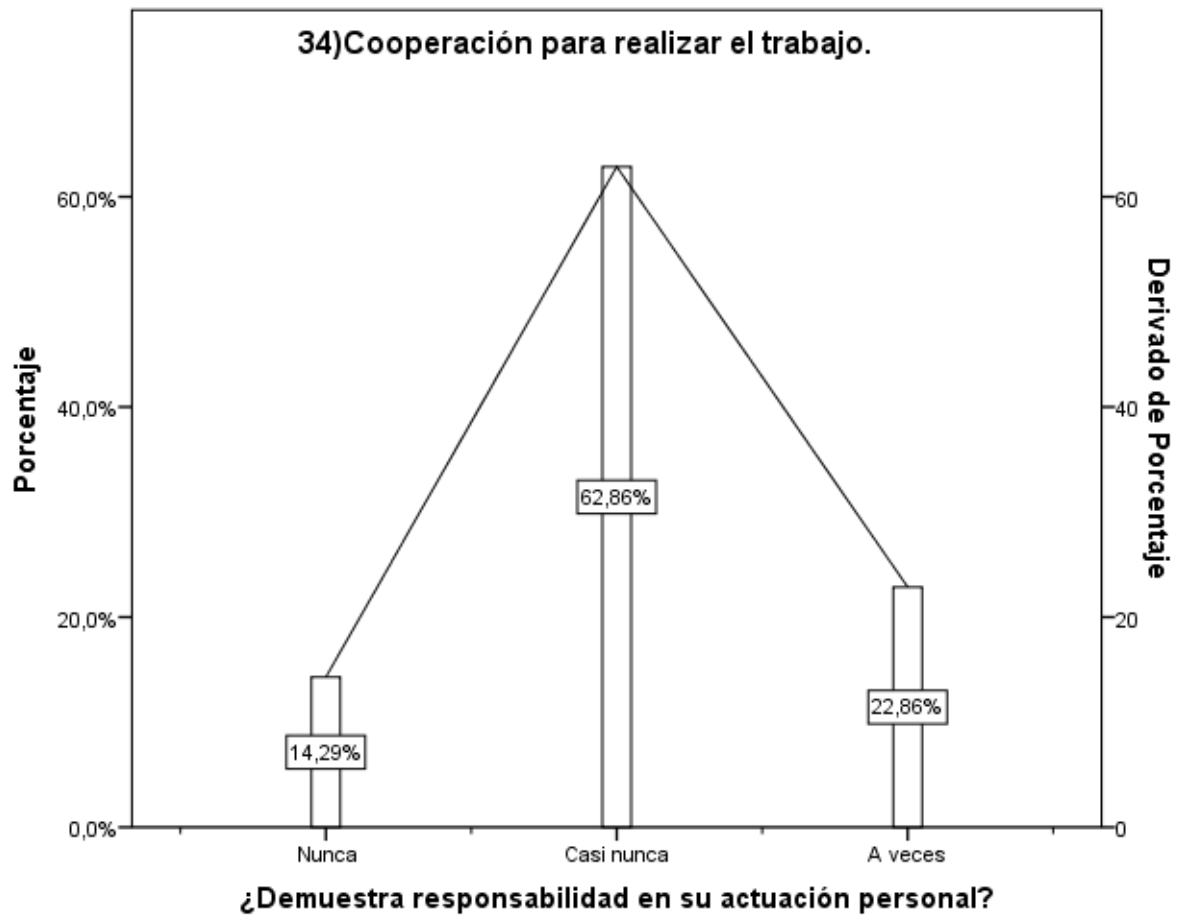 34)Cooperación para realizar el trabajo.
Porcentaje
60,0%
40,0%
20,0%
0,0%
62,86%
14,29%
22,86%
60
40
20
0
Derivado de Porcentaje
Nunca
Casi nunca
A veces
¿Demuestra responsabilidad en su actuación personal?